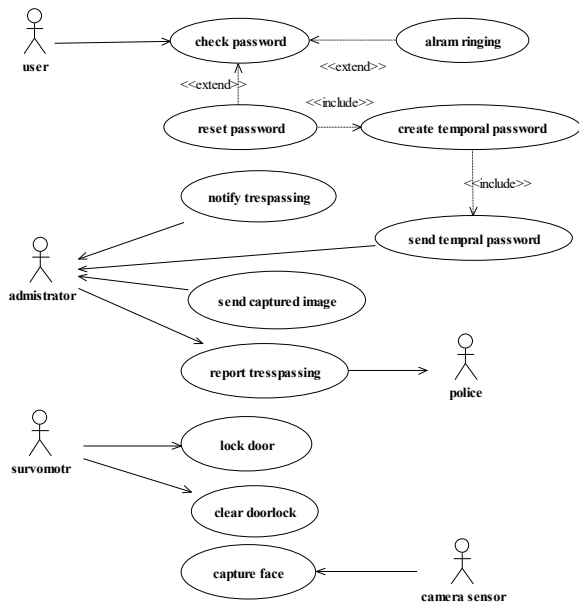 check password
alram ringing
user
<<extend>>
<<extend>>
<<include>>
reset password
create temporal password
<<include>>
notify trespassing
send tempral password
admistrator
send captured image
report tresspassing
police
lock door
survomotr
clear doorlock
capture face
camera sensor